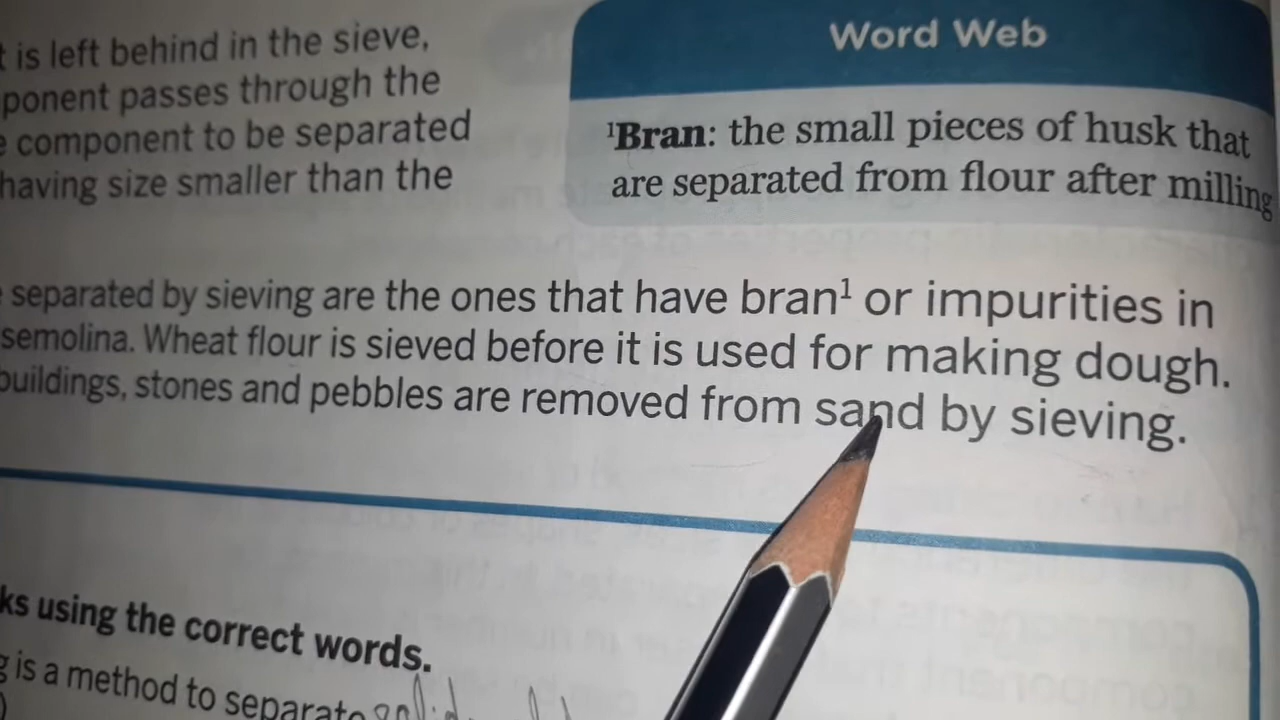 t is left behind in the sieve,
ponent passes through the
e component to be separated
having size smaller than the
Word Web
¹Bran: the small pieces of husk that
are separated from flour after milling
separated by sieving are the ones that have bran¹ or impurities in
semolina. Wheat flour is sieved before it is used for making dough.
buildings, stones and pebbles are removed from sand by sieving.
ks using the correct words.
g is a method to separate